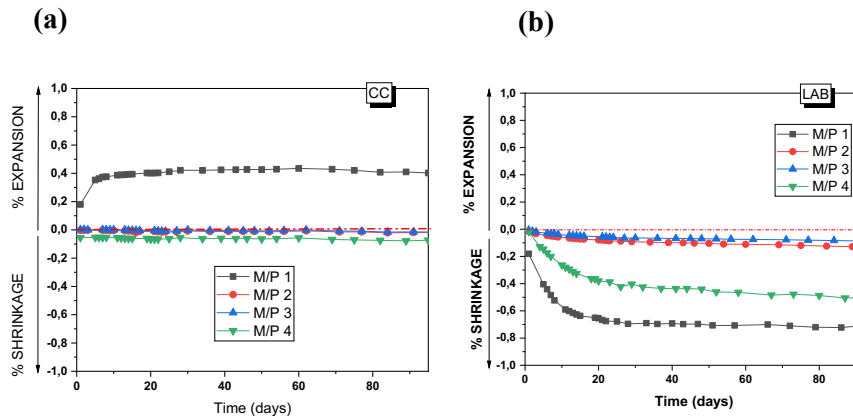 (a)
(b)
CC
1,0
0,8
0,6
0,4
0,2
0,0
-0,2
-0,4
-0,6
-0,8
-1,0
% EXPANSION
% SHRINKAGE
M/P 1
M/P 2
M/P 3
M/P 4
0 20 40 60 80
Time (days)
LAB
1,0
0,8
0,6
0,4
0,2
0,0
-0,2
-0,4
-0,6
-0,8
-1,0
% EXPANSION
% SHRINKAGE
M/P 1
M/P 2
M/P 3
M/P 4
0 20 40 60 80
Time (days)